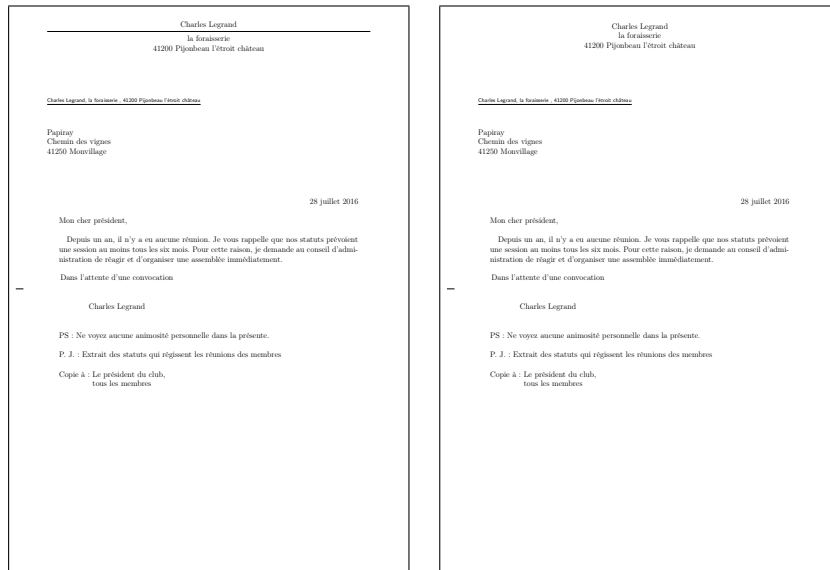 Charles Legrand
la foraisserie
41200 Pijonbeau l'étroit château
Charles Legrand, la foraisserie , 41200 Pijonbeau l'étroit château
Papiray
Chemin des vignes
41250 Monvillage
28 juillet 2016
Mon cher président,
Depuis un an, il n'y a eu aucune réunion. Je vous rappelle que nos statuts prévoient
une session au moins tous les six mois. Pour cette raison, je demande au conseil d'admi-
nistration de réagir et d'organiser une assemblée immédiatement.
Dans l'attente d'une convocation
Charles Legrand
PS : Ne voyez aucune animosité personnelle dans la présente.
P. J. : Extrait des statuts qui régissent les réunions des membres
Copie à : Le président du club,
tous les membres
Charles Legrand
la foraisserie
41200 Pijonbeau l'étroit château
Charles Legrand, la foraisserie , 41200 Pijonbeau l'étroit château
Papiray
Chemin des vignes
41250 Monvillage
28 juillet 2016
Mon cher président,
Depuis un an, il n'y a eu aucune réunion. Je vous rappelle que nos statuts prévoient
une session au moins tous les six mois. Pour cette raison, je demande au conseil d'admi-
nistration de réagir et d'organiser une assemblée immédiatement.
Dans l'attente d'une convocation
Charles Legrand
PS : Ne voyez aucune animosité personnelle dans la présente.
P. J. : Extrait des statuts qui régissent les réunions des membres
Copie à : Le président du club,
tous les membres